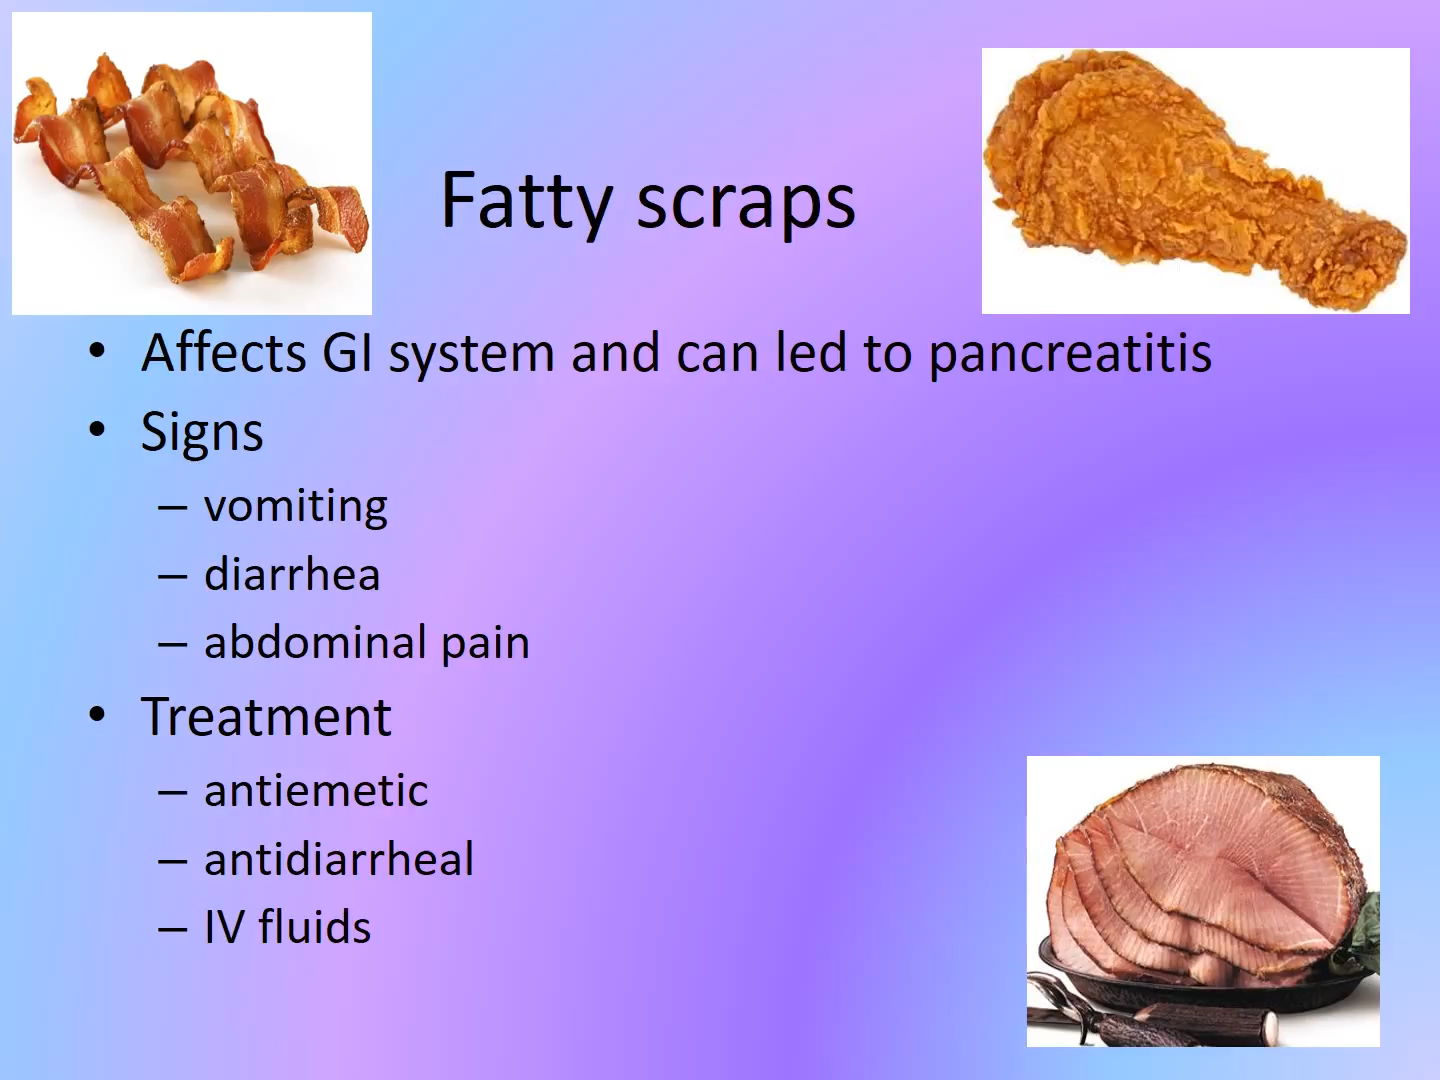 Fatty scraps
• Affects GI system and can led to pancreatitis
• Signs
– vomiting
– diarrhea
– abdominal pain
• Treatment
– antiemetic
– antidiarrheal
– IV fluids